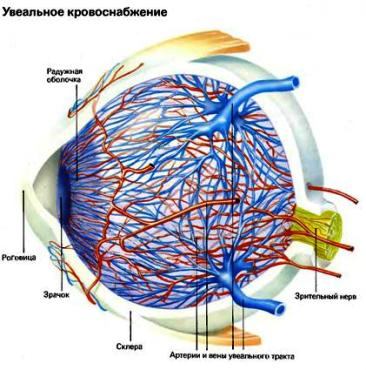 Увеальное кровоснабжение
Радужная
оболочка
Роговица
Зрачок
Зрительный нерв
Склера
Артерии и вены увеального тракта